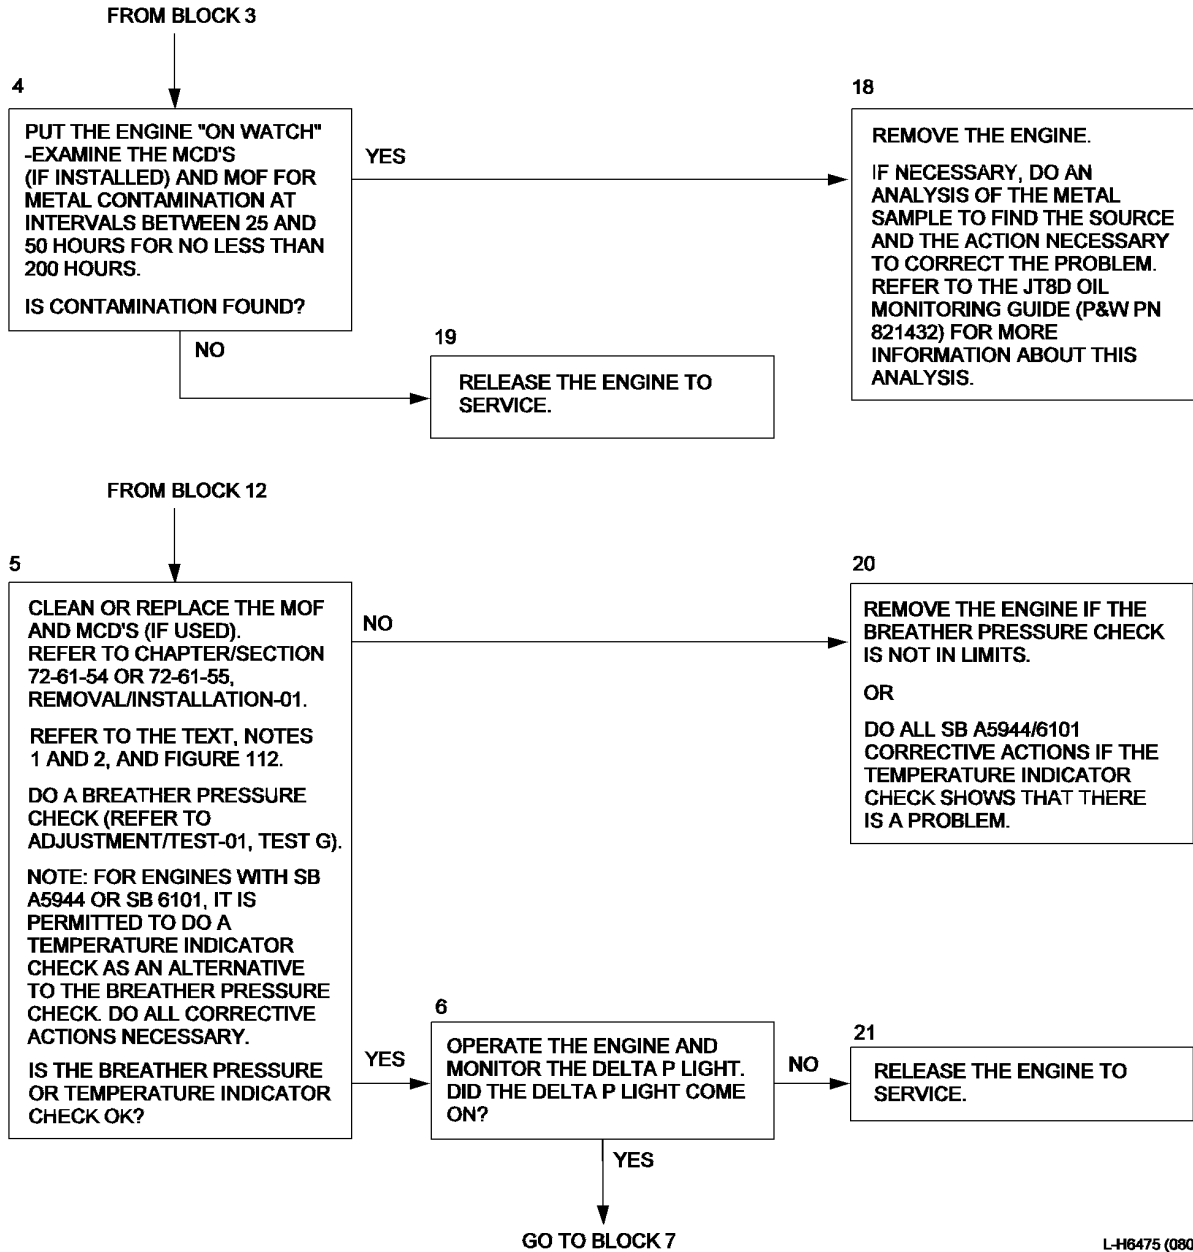 FROM BLOCK 3
4
PUT THE ENGINE "ON WATCH"
-EXAMINE THE MCD'S
(IF INSTALLED) AND MOF FOR
METAL CONTAMINATION AT
INTERVALS BETWEEN 25 AND
50 HOURS FOR NO LESS THAN
200 HOURS.
IS CONTAMINATION FOUND?
YES
18
REMOVE THE ENGINE.
IF NECESSARY, DO AN
ANALYSIS OF THE METAL
SAMPLE TO FIND THE SOURCE
AND THE ACTION NECESSARY
TO CORRECT THE PROBLEM.
REFER TO THE JT8D OIL
MONITORING GUIDE (P&W PN
821432) FOR MORE
INFORMATION ABOUT THIS
ANALYSIS.
NO
19
RELEASE THE ENGINE TO
SERVICE.
FROM BLOCK 12
5
CLEAN OR REPLACE THE MOF
AND MCD'S (IF USED).
REFER TO CHAPTER/SECTION
72-61-54 OR 72-61-55,
REMOVAL/INSTALLATION-01.
REFER TO THE TEXT, NOTES
1 AND 2, AND FIGURE 112.
DO A BREATHER PRESSURE
CHECK (REFER TO
ADJUSTMENT/TEST-01, TEST G).
NOTE: FOR ENGINES WITH SB
A5944 OR SB 6101, IT IS
PERMITTED TO DO A
TEMPERATURE INDICATOR
CHECK AS AN ALTERNATIVE
TO THE BREATHER PRESSURE
CHECK. DO ALL CORRECTIVE
ACTIONS NECESSARY.
IS THE BREATHER PRESSURE
OR TEMPERATURE INDICATOR
CHECK OK?
NO
20
REMOVE THE ENGINE IF THE
BREATHER PRESSURE CHECK
IS NOT IN LIMITS.
OR
DO ALL SB A5944/6101
CORRECTIVE ACTIONS IF THE
TEMPERATURE INDICATOR
CHECK SHOWS THAT THERE
IS A PROBLEM.
YES
6
OPERATE THE ENGINE AND
MONITOR THE DELTA P LIGHT.
DID THE DELTA P LIGHT COME
ON?
NO
21
RELEASE THE ENGINE TO
SERVICE.
YES
GO TO BLOCK 7
L-H6475 (080